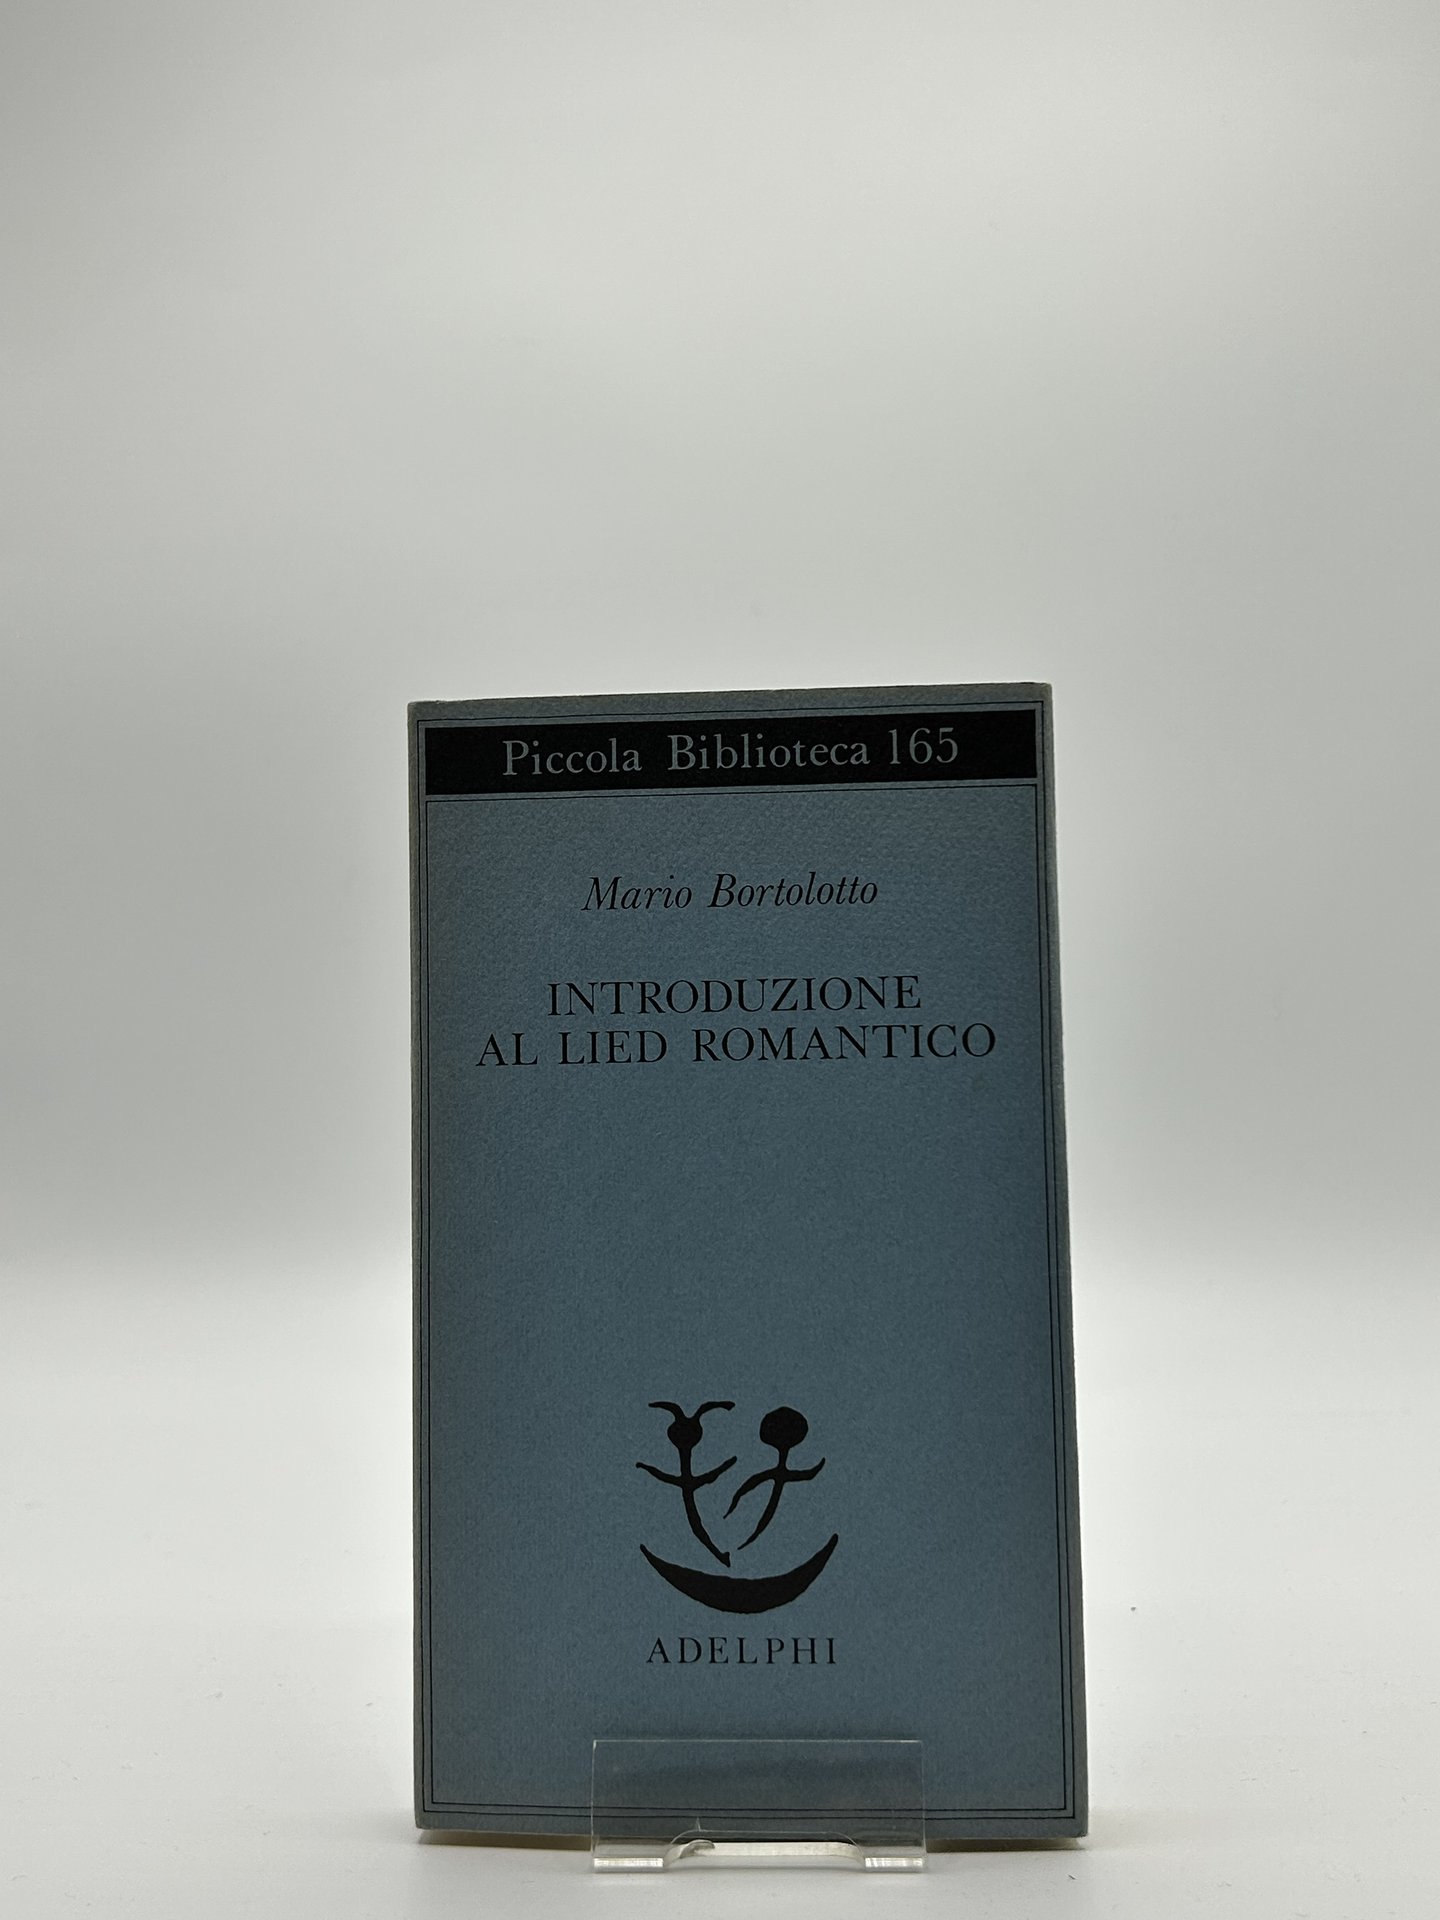 Piccola Biblioteca 165
Mario Bortolotto
INTRODUZIONE
AL LIED ROMANTICO
ADELPHI